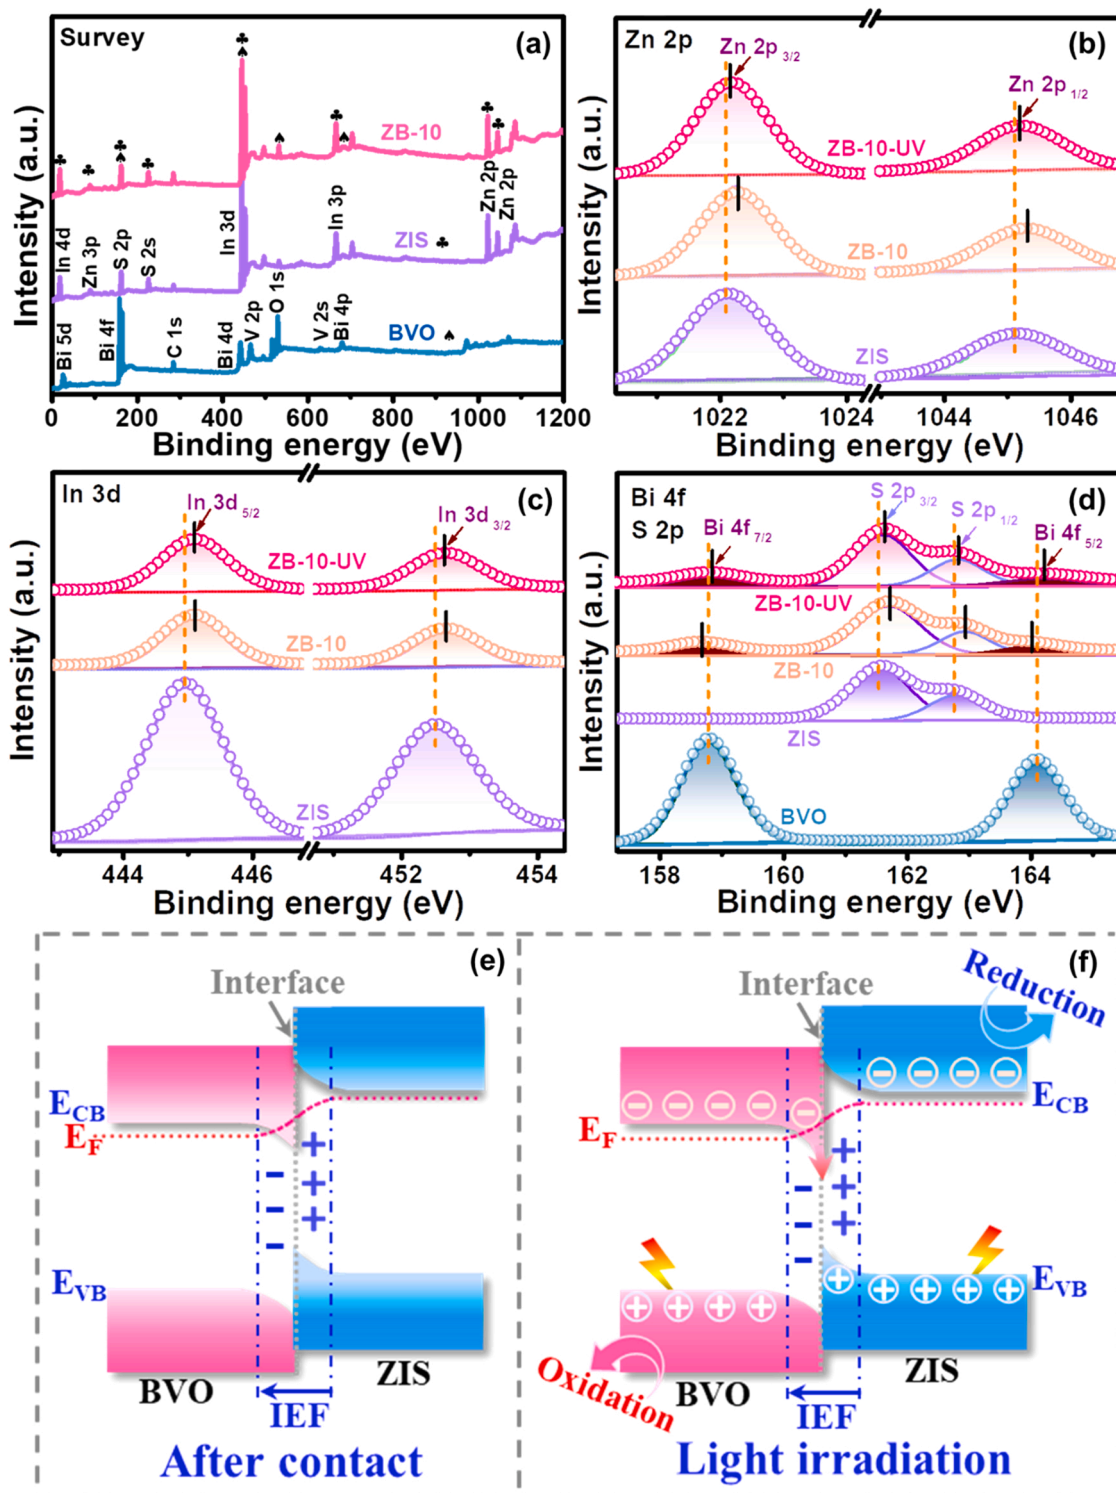 Survey
(a)
ZB-10
In 4d
Zn 3p
S 2p
S 2s
In 3d
In 3p
ZIS
Zn 2p
Zn 2p
Bi 5d
Bi 4f
C 1s
Bi 4d
V 2p
O 1s
V 2s
Bi 4p
BVO
0 200 400 600 800 1000 1200
Binding energy (eV)
Intensity (a.u.)
Zn 2p
(b)
Zn 2p 3/2
Zn 2p 1/2
ZB-10-UV
ZB-10
ZIS
1022 1024 1044 1046
Binding energy (eV)
Intensity (a.u.)
In 3d
(c)
In 3d 5/2
In 3d 3/2
ZB-10-UV
ZB-10
ZIS
444 446 452 454
Binding energy (eV)
Intensity (a.u.)
Bi 4f
S 2p
(d)
S 2p 3/2
S 2p 1/2
Bi 4f 7/2
Bi 4f 5/2
ZB-10-UV
ZB-10
ZIS
BVO
158 160 162 164
Binding energy (eV)
Intensity (a.u.)
(e)
Interface
ECB
EF
EVB
BVO
ZIS
IEF
After contact
(f)
Interface
Reduction
ECB
EF
EVB
Oxidation
BVO
ZIS
IEF
Light irradiation